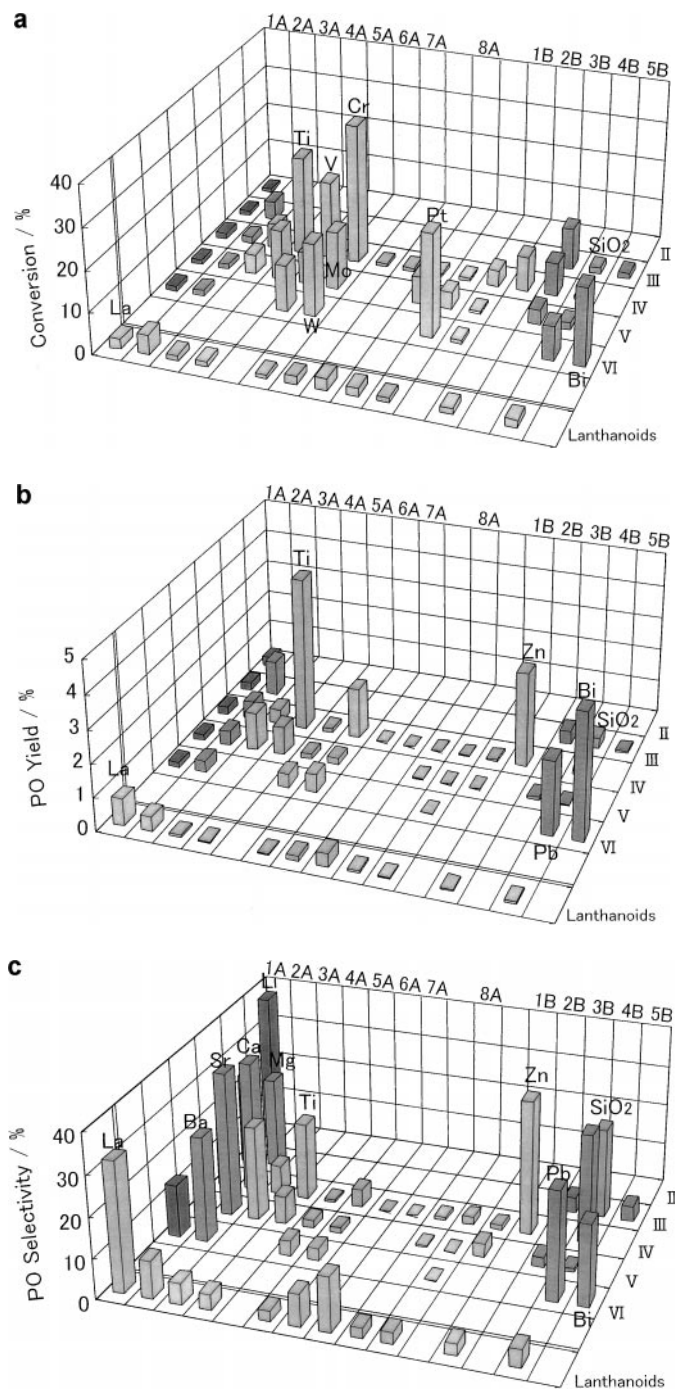 a
1A 2A 3A 4A 5A 6A 7A 8A 1B 2B 3B 4B 5B
Cr
Ti
V
40
Pt
Conversion / %
30
SiO2
II
III
20
Mo
IV
La
10
W
V
0
Bi
VI
Lanthanoids
b
1A 2A 3A 4A 5A 6A 7A 8A 1B 2B 3B 4B 5B
Ti
Zn
5
Bi
PO Yield / %
4
SiO2
II
3
III
La
2
IV
1
V
0
Pb
VI
Lanthanoids
c
1A 2A 3A 4A 5A 6A 7A 8A 1B 2B 3B 4B 5B
Li
Ca
Sr
Mg
Zn
Ti
SiO2
40
Ba
La
Pb
PO Selectivity / %
30
II
20
III
IV
10
V
0
Bi
VI
Lanthanoids